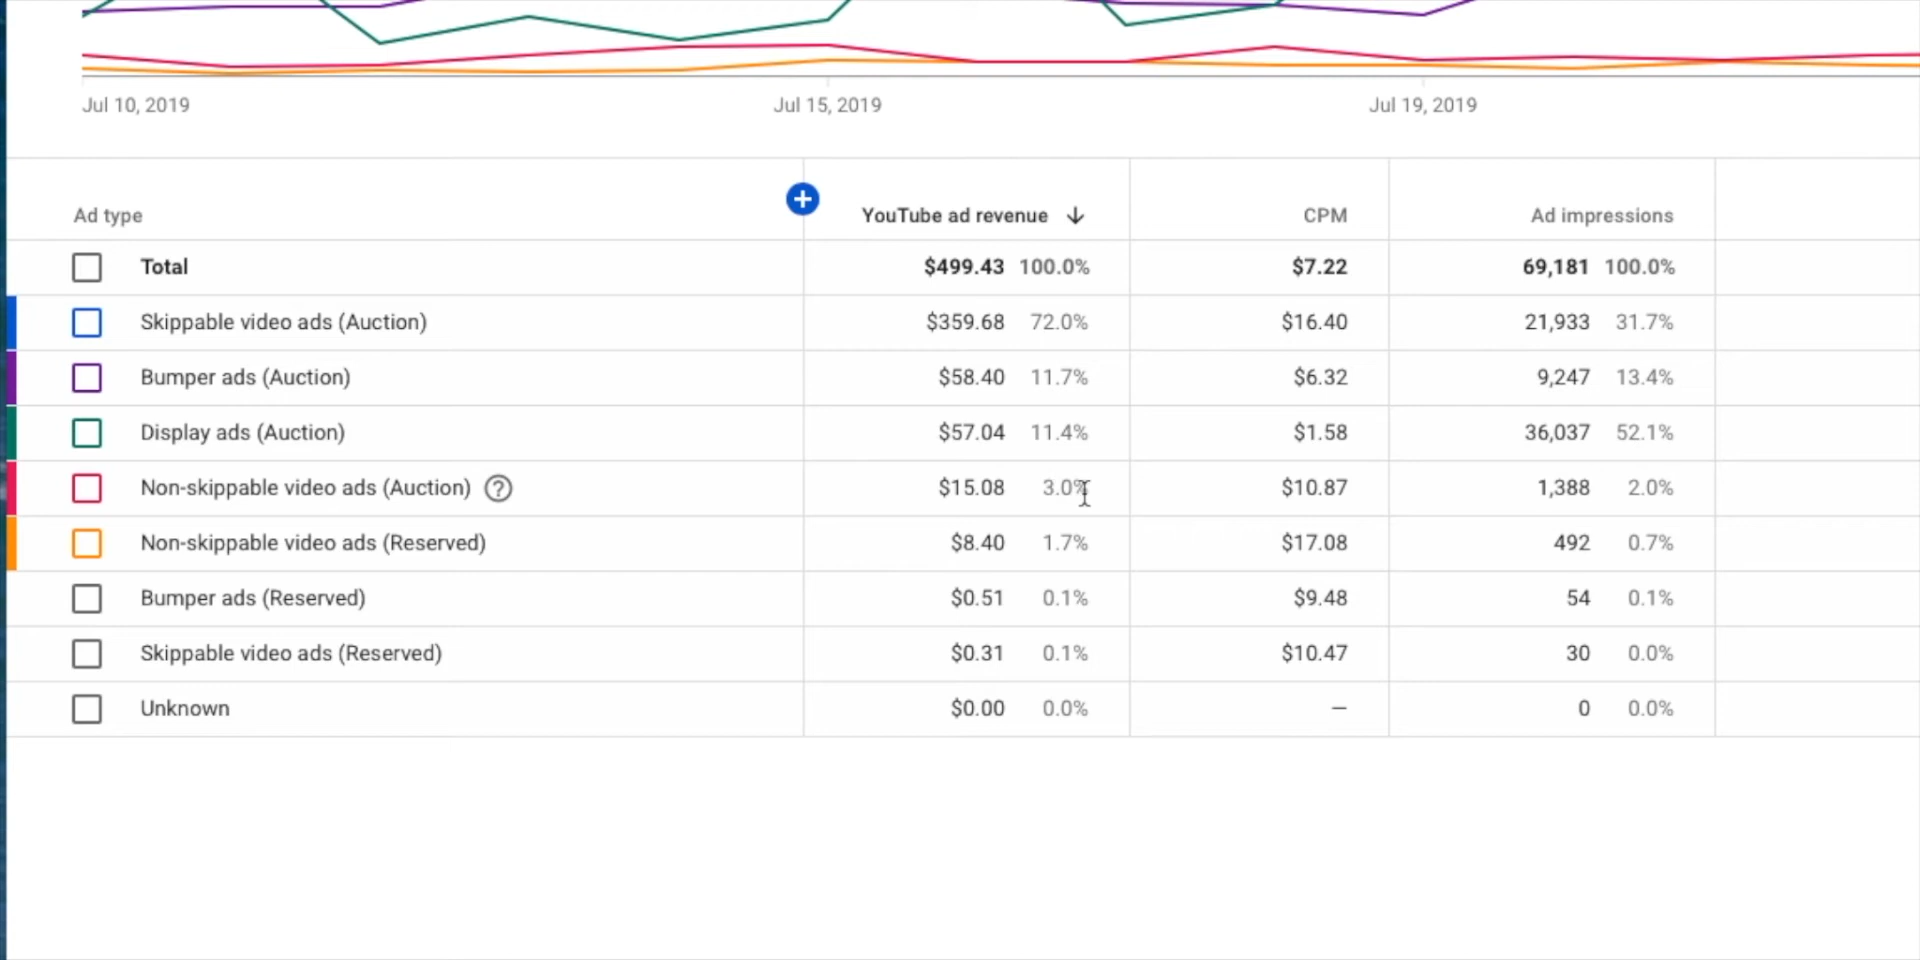 Jul 10, 2019 Jul 15, 2019 Jul 19, 2019
Ad type YouTube ad revenue ↓ CPM Ad impressions
Total $499.43 100.0% $7.22 69,181 100.0%
Skippable video ads (Auction) $359.68 72.0% $16.40 21,933 31.7%
Bumper ads (Auction) $58.40 11.7% $6.32 9,247 13.4%
Display ads (Auction) $57.04 11.4% $1.58 36,037 52.1%
Non-skippable video ads (Auction) ? $15.08 3.0% $10.87 1,388 2.0%
Non-skippable video ads (Reserved) $8.40 1.7% $17.08 492 0.7%
Bumper ads (Reserved) $0.51 0.1% $9.48 54 0.1%
Skippable video ads (Reserved) $0.31 0.1% $10.47 30 0.0%
Unknown $0.00 0.0% — 0 0.0%